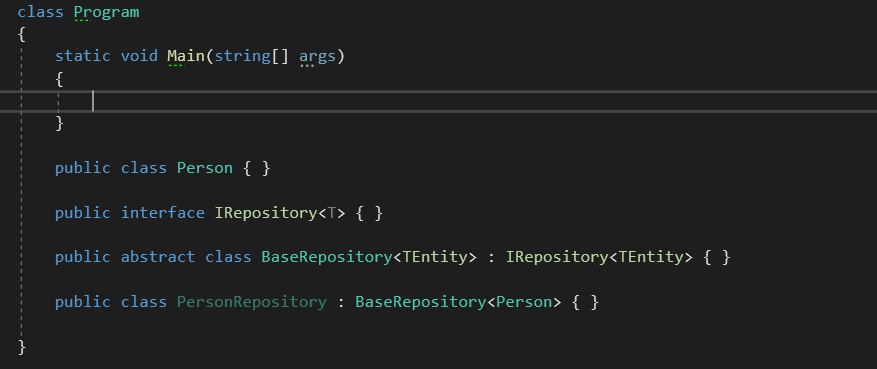 class Program
{
static void Main(string[] args)
{
}
public class Person { }
public interface IRepository<T> { }
public abstract class BaseRepository<TEntity> : IRepository<TEntity> { }
public class PersonRepository : BaseRepository<Person> { }
}